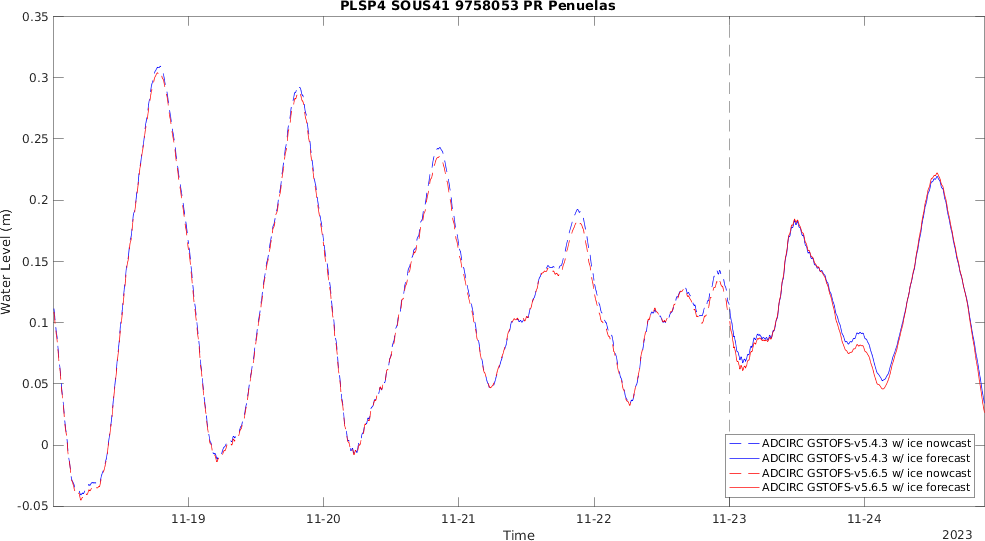 PLSP4 SOUS41 9758053 PR Penuelas
0.35
0.3
0.25
0.2
0.15
0.1
0.05
0
-0.05
Water Level (m)
11-19
11-20
11-21
11-22
11-23
11-24
Time
2023
ADCIRC GSTOFS-v5.4.3 w/ ice nowcast
ADCIRC GSTOFS-v5.4.3 w/ ice forecast
ADCIRC GSTOFS-v5.6.5 w/ ice nowcast
ADCIRC GSTOFS-v5.6.5 w/ ice forecast